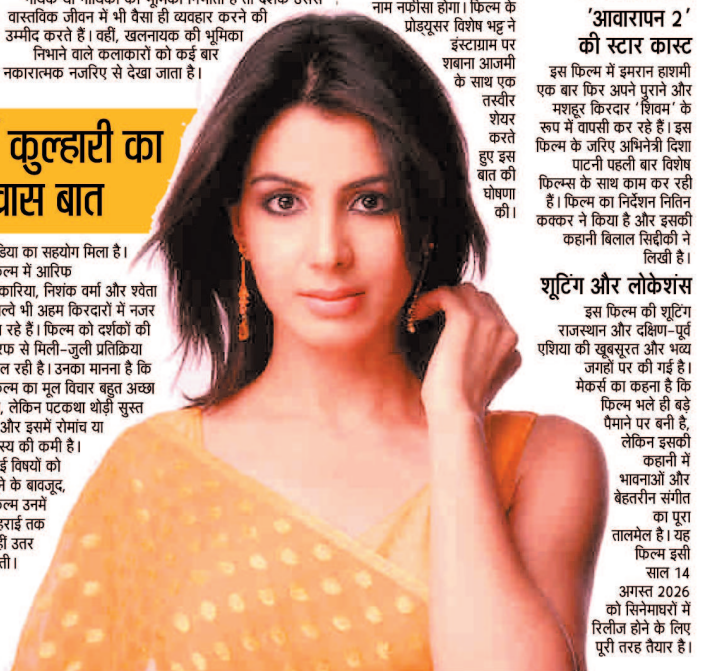 वास्तविक जीवन में भी वैसा ही व्यवहार करने की
उम्मीद करते हैं। वहीं, खलनायक की भूमिका
निभाने वाले कलाकारों को कई बार
नकारात्मक नजरिए से देखा जाता है।
कुल्हारी का
बात
डिया का सहयोग मिला है।
में आरिफ
निशंक वर्मा और श्वेता
भी अहम किरदारों में नजर
रहे हैं। फिल्म को दर्शकों की
से मिली-जुली प्रतिक्रिया
रही है। उनका मानना है कि
का मूल विचार बहुत अच्छा
, लेकिन पटकथा थोड़ी सुस्त
और इसमें रोमांच या
की कमी है।
विषयों को
के बावजूद,
उनमें
तक
उतर
नाम नफीसा होगा। फिल्म के
प्रोड्यूसर विशेष भट्ट ने
इंस्टाग्राम पर
शबाना आजमी
के साथ एक
तस्वीर
शेयर
करते
हुए इस
बात की
घोषणा
की।
'आवारापन 2'
की स्टार कास्ट
इस फिल्म में इमरान हाशमी
एक बार फिर अपने पुराने और
मशहूर किरदार 'शिवम' के
रूप में वापसी कर रहे हैं। इस
फिल्म के जरिए अभिनेत्री दिशा
पाटनी पहली बार विशेष
फिल्म्स के साथ काम कर रही
हैं। फिल्म का निर्देशन नितिन
कक्कर ने किया है और इसकी
कहानी बिलाल सिद्दीकी ने
लिखी है।
शूटिंग और लोकेशंस
इस फिल्म की शूटिंग
राजस्थान और दक्षिण-पूर्व
एशिया की खूबसूरत और भव्य
जगहों पर की गई है।
मेकर्स का कहना है कि
फिल्म भले ही बड़े
पैमाने पर बनी है,
लेकिन इसकी
कहानी में
भावनाओं और
बेहतरीन संगीत
का पूरा
तालमेल है। यह
फिल्म इसी
साल 14
अगस्त 2026
को सिनेमाघरों में
रिलीज होने के लिए
पूरी तरह तैयार है।